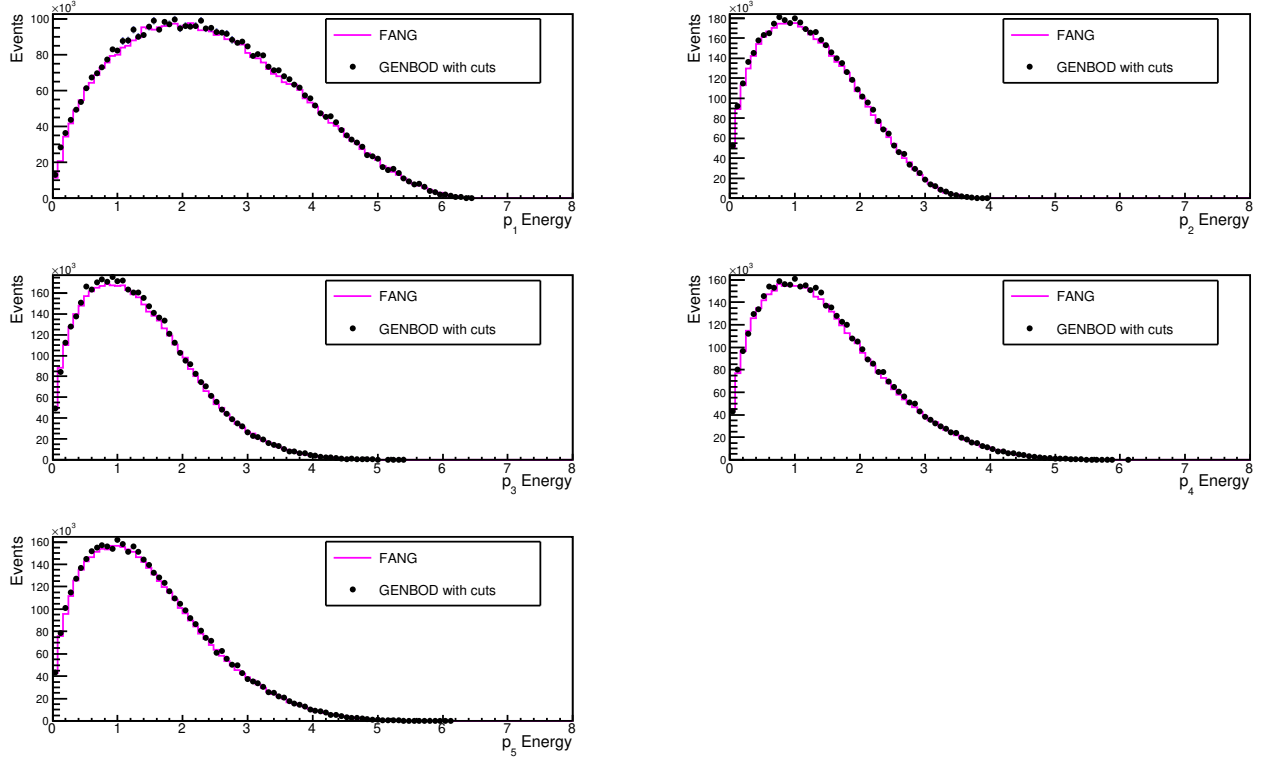 ×10³
Events
100
80
60
40
20
0
FANG
GENBOD with cuts
0 1 2 3 4 5 6 7 8
p₁ Energy
×10³
Events
180
160
140
120
100
80
60
40
20
0
FANG
GENBOD with cuts
0 1 2 3 4 5 6 7 8
p₂ Energy
×10³
Events
160
140
120
100
80
60
40
20
0
FANG
GENBOD with cuts
0 1 2 3 4 5 6 7 8
p₃ Energy
×10³
Events
160
140
120
100
80
60
40
20
0
FANG
GENBOD with cuts
0 1 2 3 4 5 6 7 8
p₄ Energy
×10³
Events
160
140
120
100
80
60
40
20
0
FANG
GENBOD with cuts
0 1 2 3 4 5 6 7 8
p₅ Energy